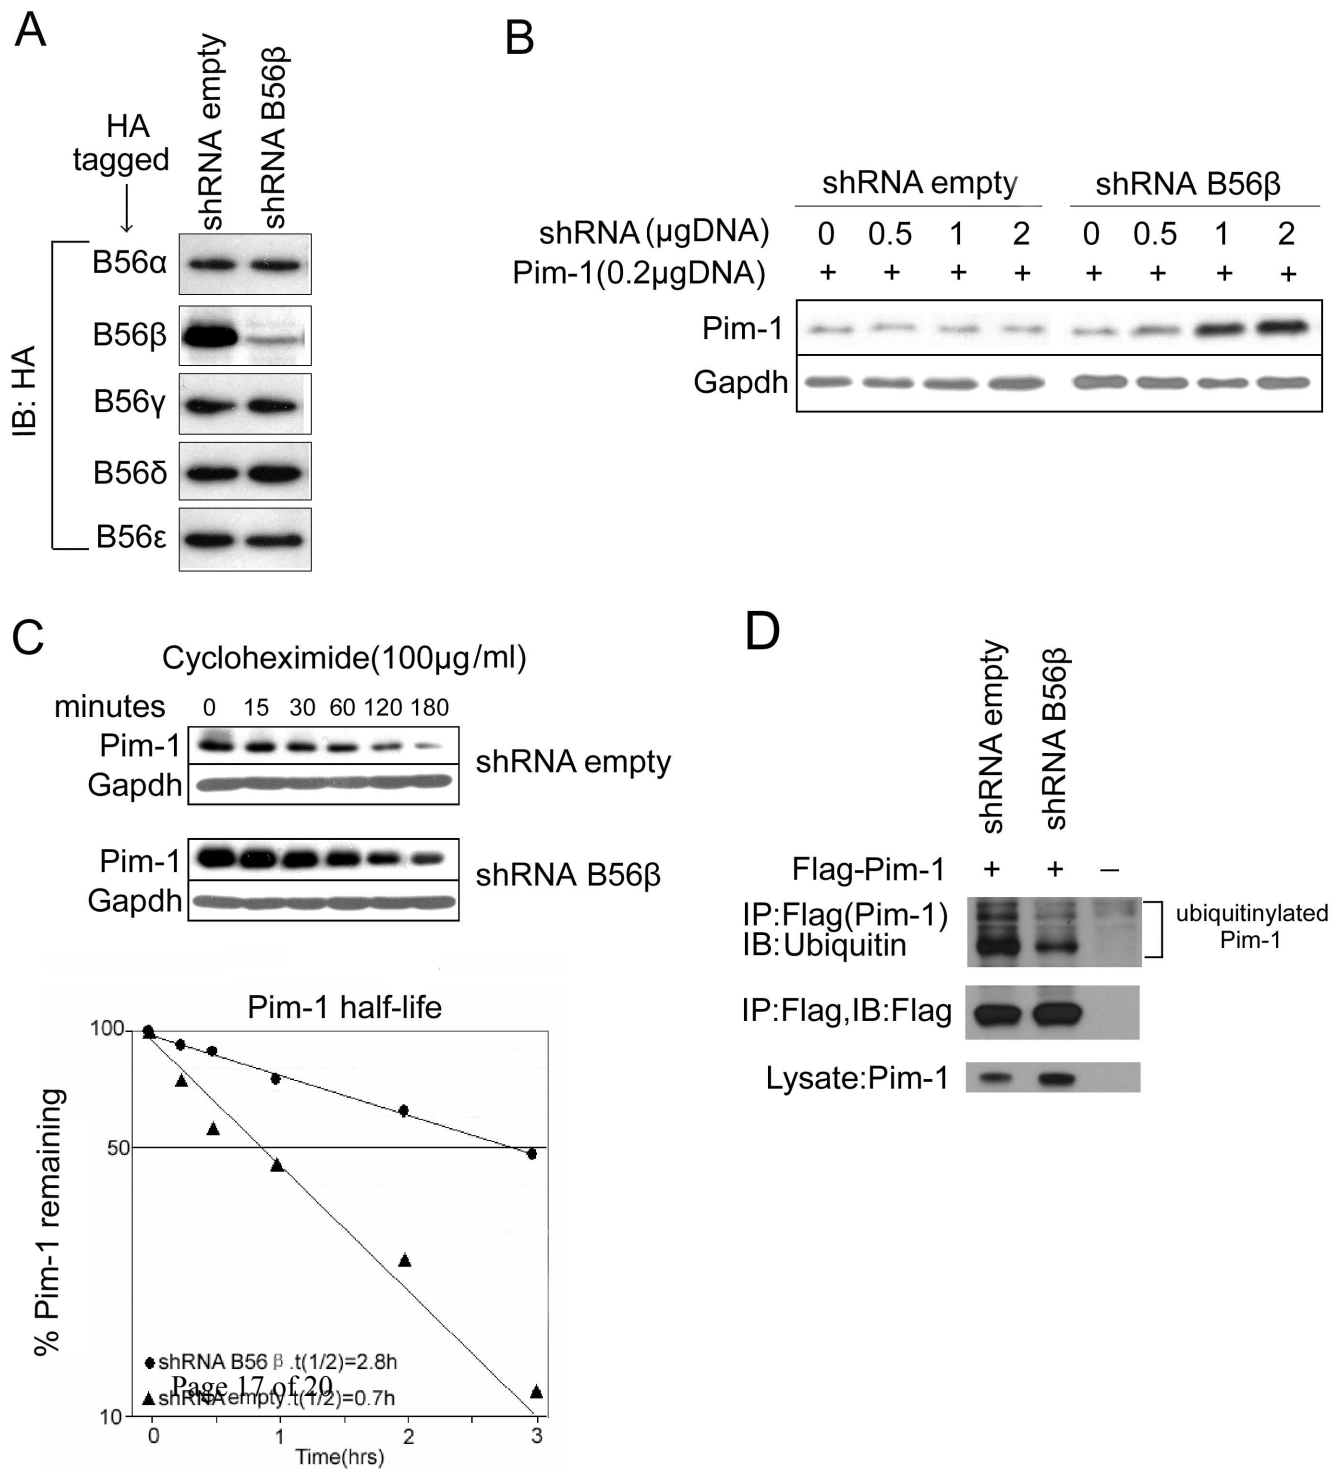 A
shRNA empty
shRNA B56β
HA
tagged
B56α
B56β
B56γ
B56δ
B56ε
IB: HA
B
shRNA empty shRNA B56β
shRNA (µgDNA) 0 0.5 1 2 0 0.5 1 2
Pim-1(0.2µgDNA) + + + + + + + +
Pim-1
Gapdh
C
Cycloheximide(100µg/ml)
minutes 0 15 30 60 120 180
Pim-1
Gapdh
shRNA empty
Pim-1
Gapdh
shRNA B56β
Pim-1 half-life
100
50
10
% Pim-1 remaining
shRNA B56 β .t(1/2)=2.8h
shRNA empty.t(1/2)=0.7h
Page 17 of 20
0 1 2 3
Time(hrs)
D
shRNA empty
shRNA B56β
Flag-Pim-1 + + –
IP:Flag(Pim-1)
IB:Ubiquitin
ubiquitinylated
Pim-1
IP:Flag,IB:Flag
Lysate:Pim-1